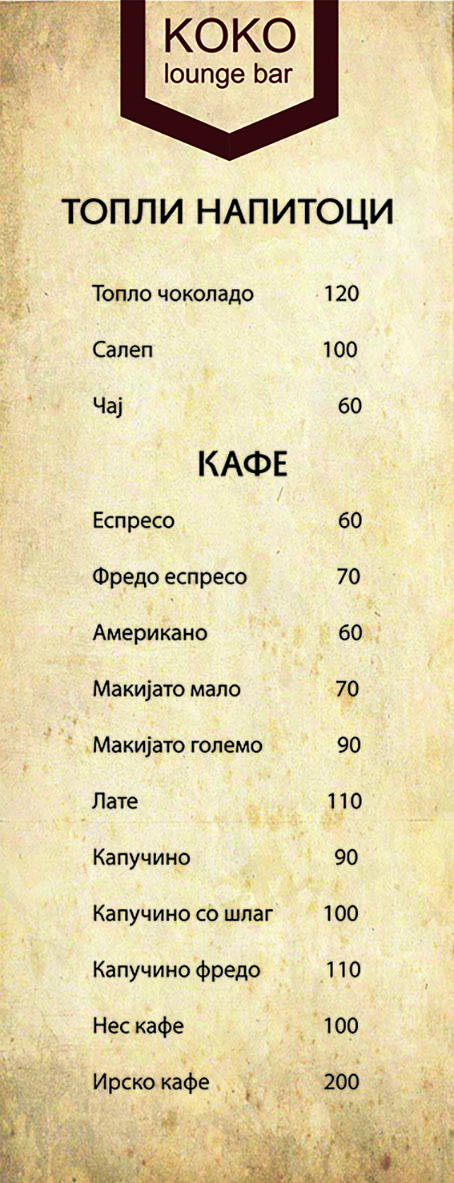 KOKO
lounge bar
ТОПЛИ НАПИТОЦИ
Топло чоколадо 120
Салеп 100
Чај 60
КАФЕ
Еспресо 60
Фредо еспресо 70
Американо 60
Макијато мало 70
Макијато големо 90
Лате 110
Капучино 90
Капучино со шлаг 100
Капучино фредо 110
Нес кафе 100
Ирско кафе 200